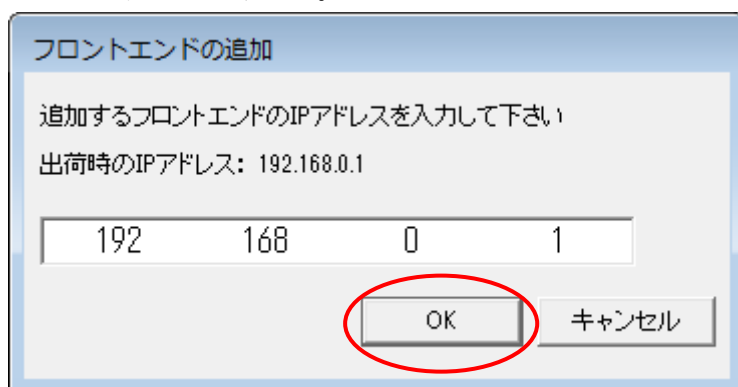 フロントエンドの追加
追加するフロントエンドのIPアドレスを入力して下さい
出荷時のIPアドレス: 192.168.0.1
192 168 0 1
OK キャンセル